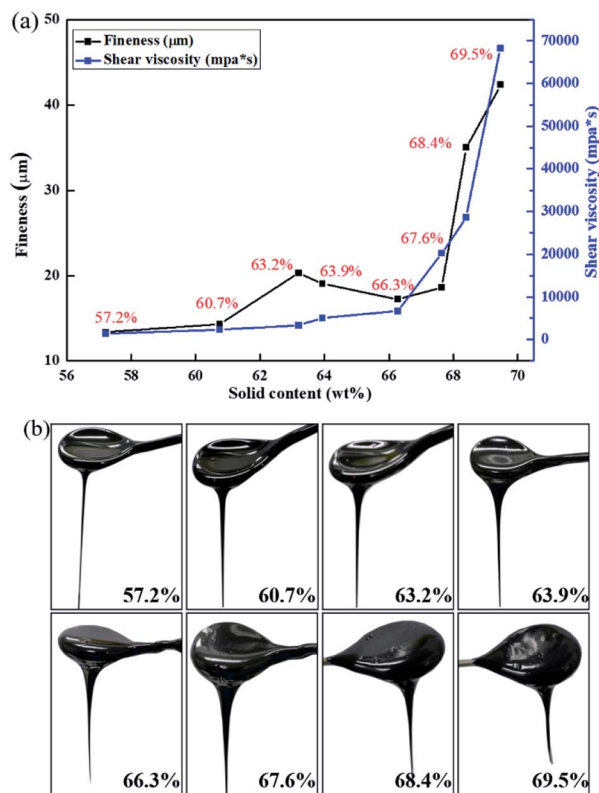 (a)
Fineness (μm)
Shear viscosity (mpa*s)
50
40
30
20
10
Fineness (μm)
70000
60000
50000
40000
30000
20000
10000
0
Shear viscosity (mpa*s)
57.2%
60.7%
63.2%
63.9%
66.3%
67.6%
68.4%
69.5%
56 58 60 62 64 66 68 70
Solid content (wt%)
(b)
57.2% 60.7% 63.2% 63.9%
66.3% 67.6% 68.4% 69.5%